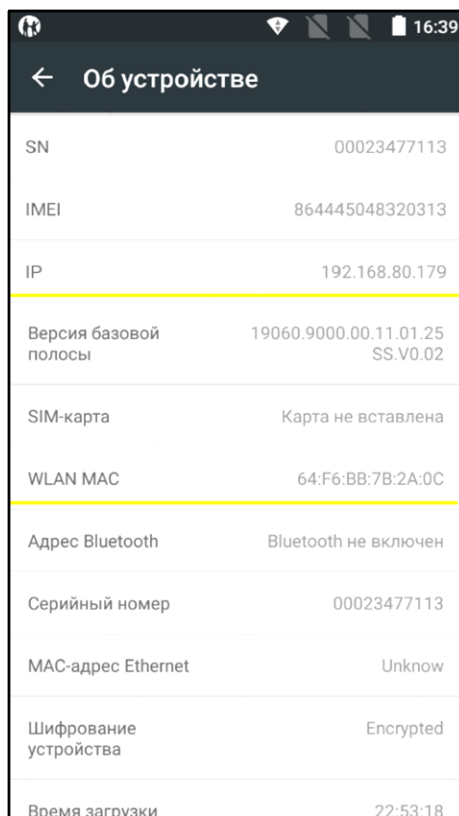 16:39
Об устройстве
SN 00023477113
IMEI 864445048320313
IP 192.168.80.179
Версия базовой 19060.9000.00.11.01.25
полосы SS.V0.02
SIM-карта Карта не вставлена
WLAN MAC 64:F6:BB:7B:2A:0C
Адрес Bluetooth Bluetooth не включен
Серийный номер 00023477113
MAC-адрес Ethernet Unknow
Шифрование Encrypted
устройства
Время загрузки 22:53:18